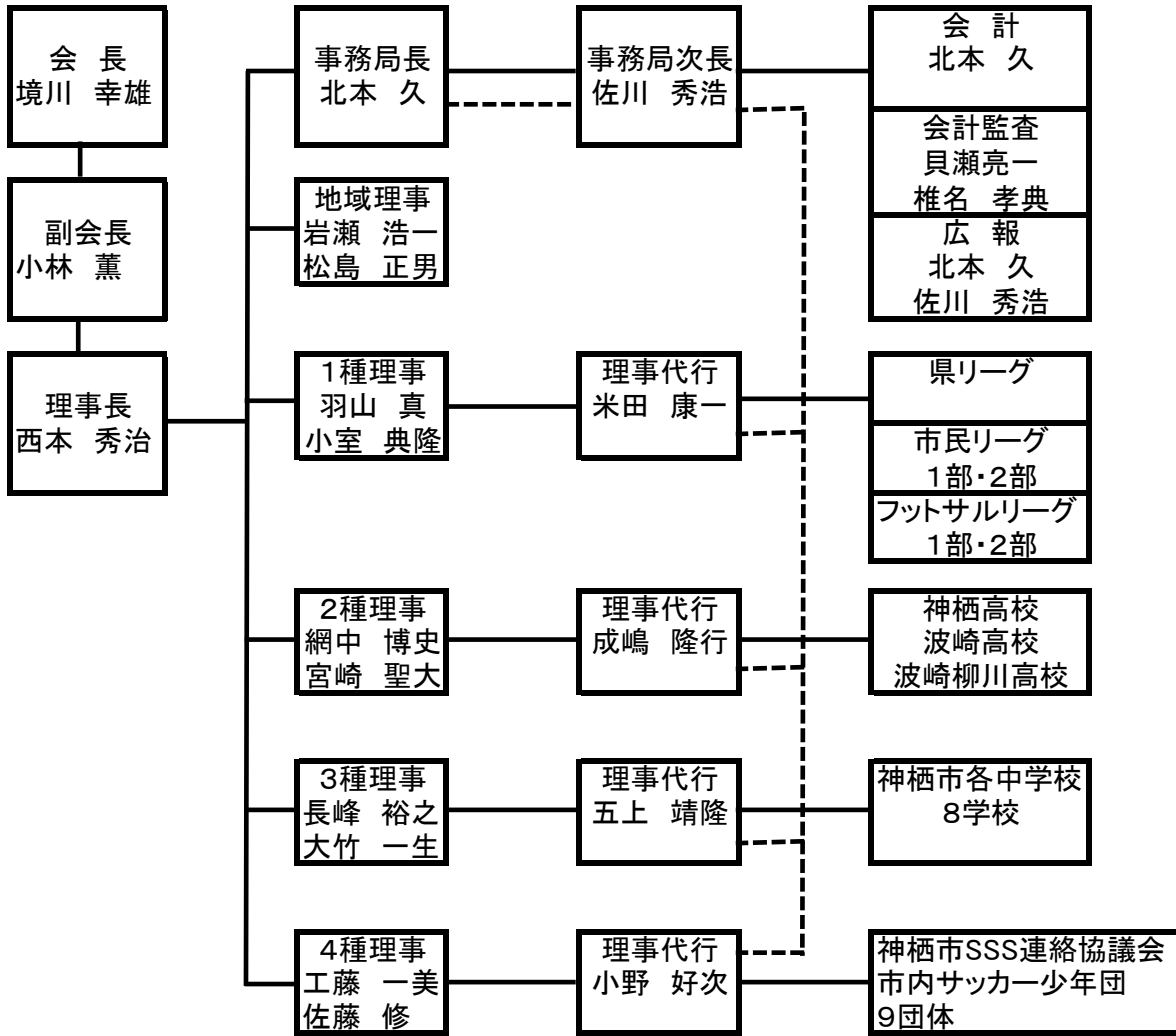 会 長
境川 幸雄
副会長
小林 薫
理事長
西本 秀治
事務局長
北本 久
事務局次長
佐川 秀浩
会 計
北本 久
会計監査
貝瀬亮一
椎名 孝典
広 報
北本 久
佐川 秀浩
地域理事
岩瀬 浩一
松島 正男
1種理事
羽山 真
小室 典隆
理事代行
米田 康一
県リーグ
市民リーグ
1部・2部
フットサルリーグ
1部・2部
2種理事
網中 博史
宮崎 聖大
理事代行
成嶋 隆行
神栖高校
波崎高校
波崎柳川高校
3種理事
長峰 裕之
大竹 一生
理事代行
五上 靖隆
神栖市各中学校
8学校
4種理事
工藤 一美
佐藤 修
理事代行
小野 好次
神栖市SSS連絡協議会
市内サッカー少年団
9団体